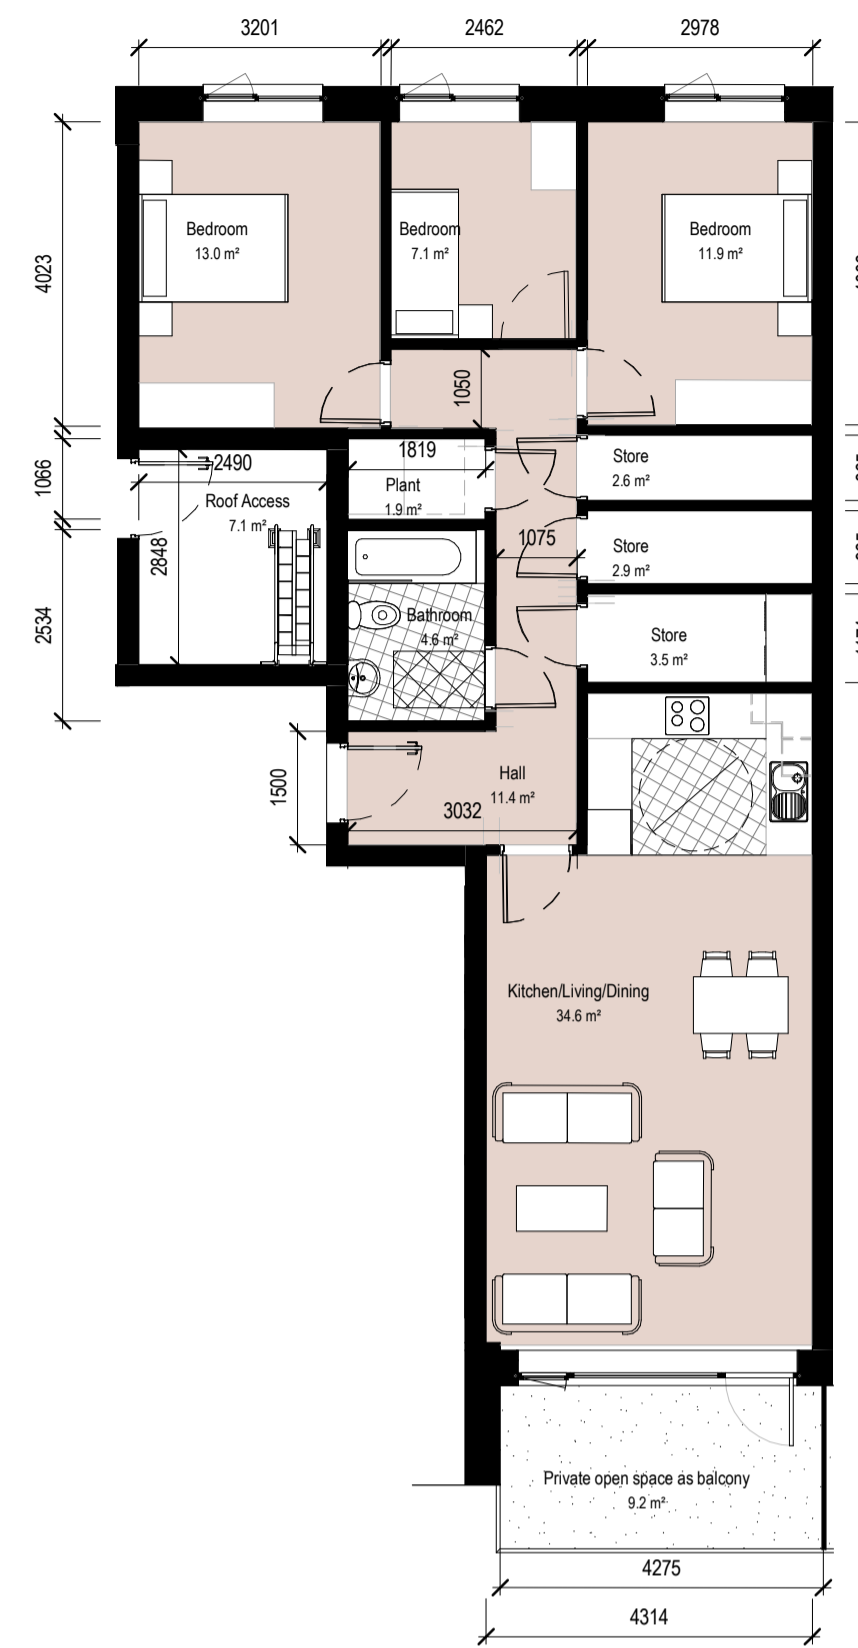 3201
2462
2978
4023
Bedroom
13.0 m²
Bedroom
7.1 m²
Bedroom
11.9 m²
1050
1066
2490
Roof Access
7.1 m²
2848
1819
Plant
1.9 m²
Store
2.6 m²
1075
Store
2.9 m²
2534
Bathroom
4.6 m²
Store
3.5 m²
1500
Hall
11.4 m²
3032
Kitchen/Living/Dining
34.6 m²
Private open space as balcony
9.2 m²
4275
4314